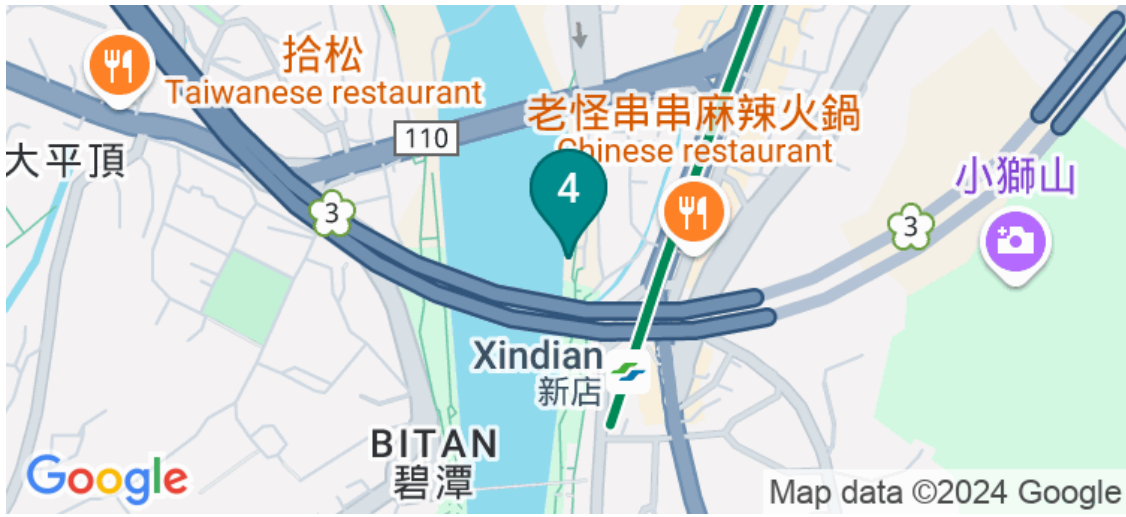 拾松
Taiwanese restaurant
110
老怪串串麻辣火鍋
Chinese restaurant
大平頂
4
小獅山
3
3
Xindian
新店
BITAN
碧潭
Google
Map data ©2024 Google